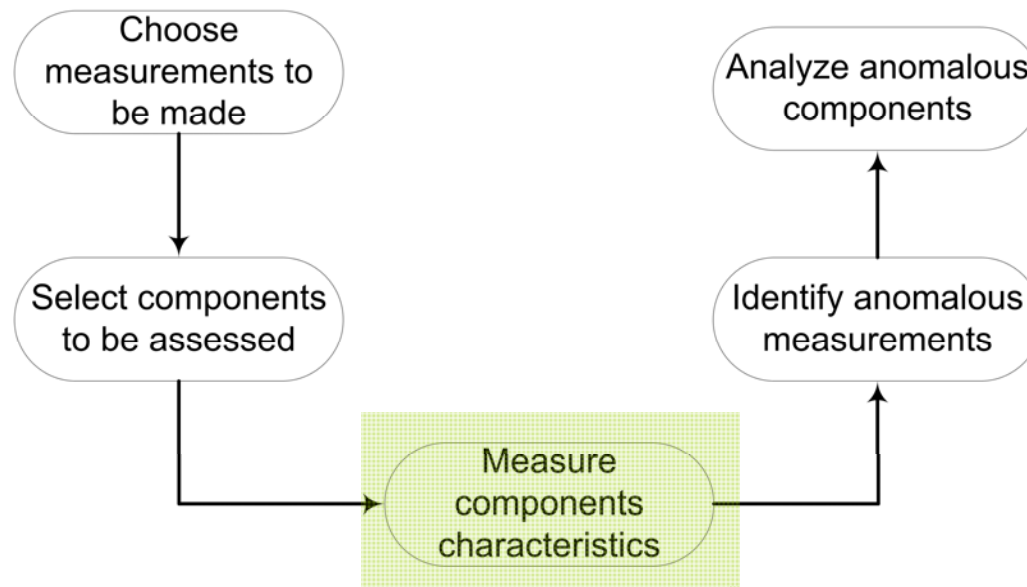 Choose
measurements to
be made
Select components
to be assessed
Measure
components
characteristics
Identify anomalous
measurements
Analyze anomalous
components